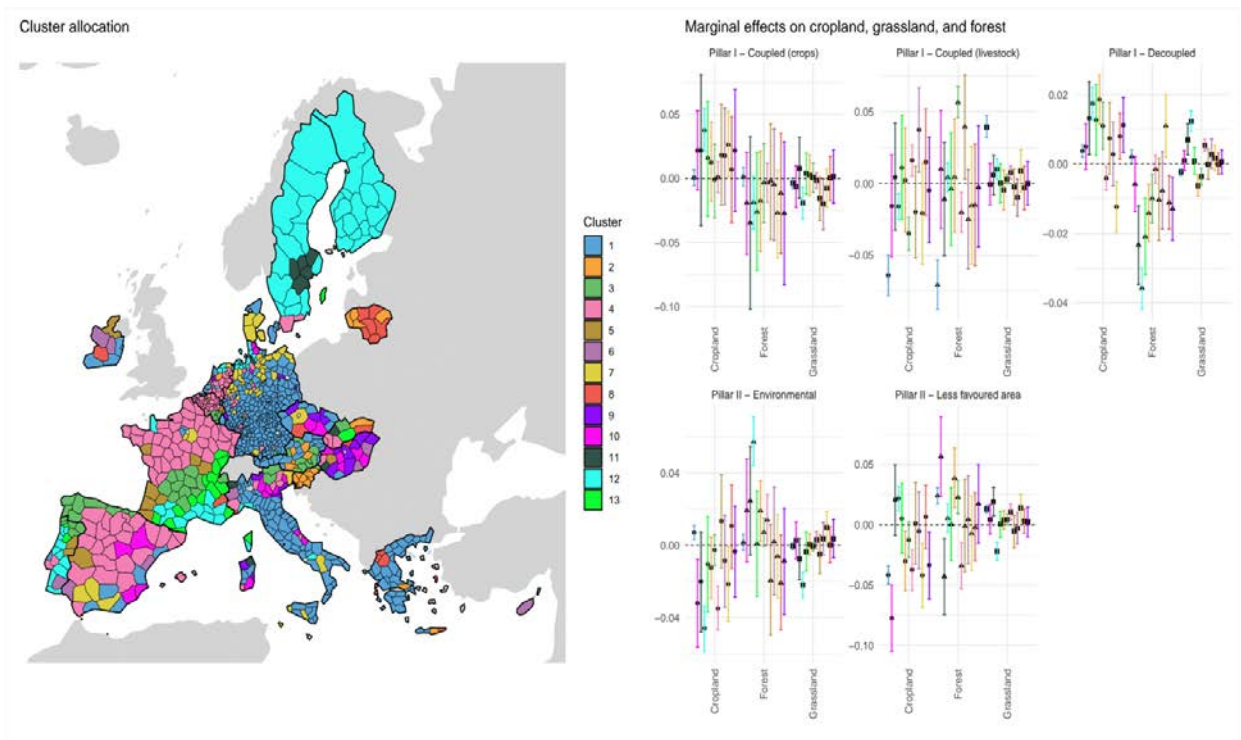 Cluster allocation
Marginal effects on cropland, grassland, and forest
Cluster
1
2
3
4
5
6
7
8
9
10
11
12
13
Pillar I – Coupled (crops)
0.05
0.00
−0.05
−0.10
Cropland
Forest
Grassland
Pillar I – Coupled (livestock)
0.05
0.00
−0.05
Cropland
Forest
Grassland
Pillar I – Decoupled
0.02
0.00
−0.02
−0.04
Cropland
Forest
Grassland
Pillar II – Environmental
0.04
0.00
−0.04
Cropland
Forest
Grassland
Pillar II – Less favoured area
0.05
0.00
−0.05
−0.10
Cropland
Forest
Grassland